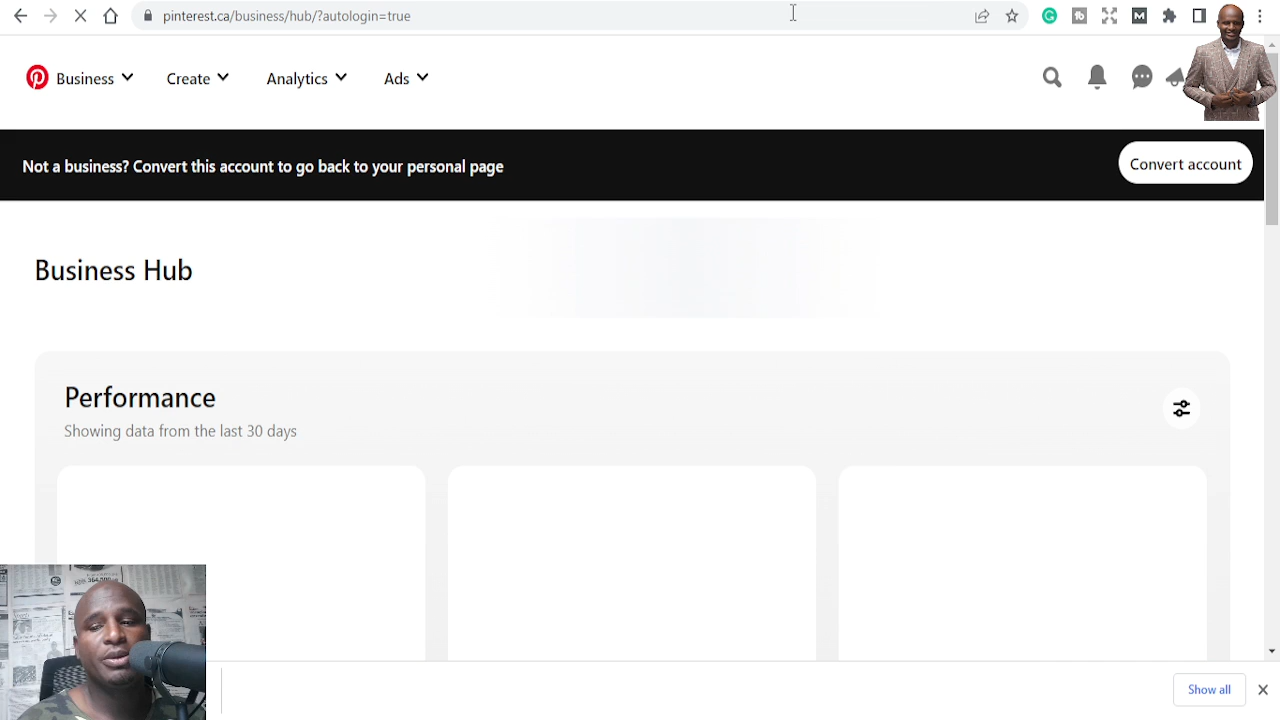 pinterest.ca/business/hub/?autologin=true
Business
Create
Analytics
Ads
Not a business? Convert this account to go back to your personal page
Convert account
Business Hub
Performance
Showing data from the last 30 days
Show all